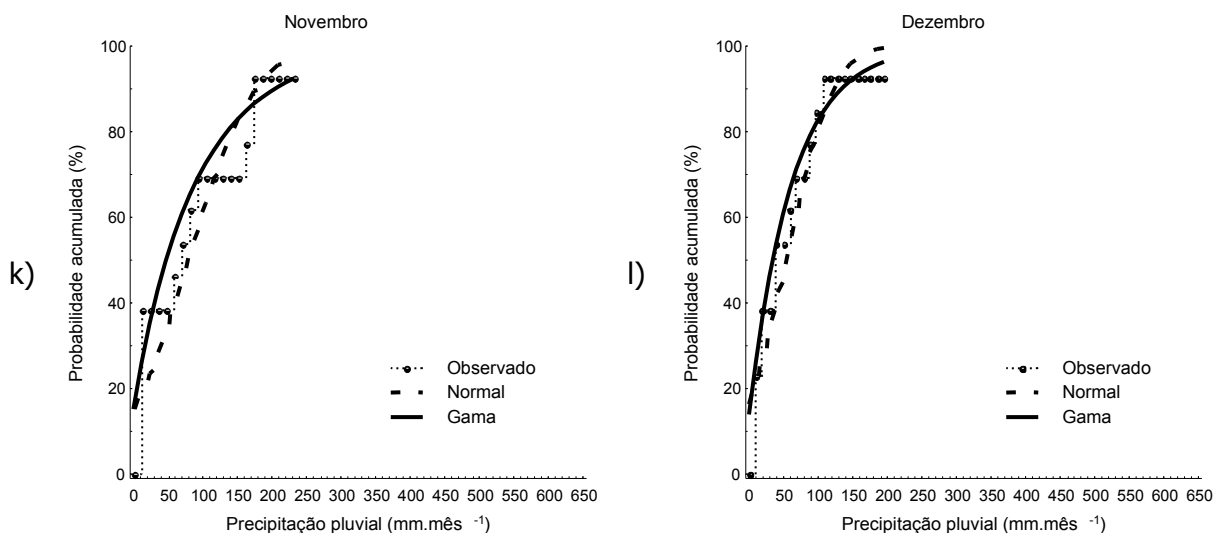 Novembro
100
80
60
40
20
0
Probabilidade acumulada (%)
k)
Observado
Normal
Gama
0 50 100 150 200 250 300 350 400 450 500 550 600 650
Precipitação pluvial (mm.mês -1)
Dezembro
100
80
60
40
20
0
Probabilidade acumulada (%)
l)
Observado
Normal
Gama
0 50 100 150 200 250 300 350 400 450 500 550 600 650
Precipitação pluvial (mm.mês -1)